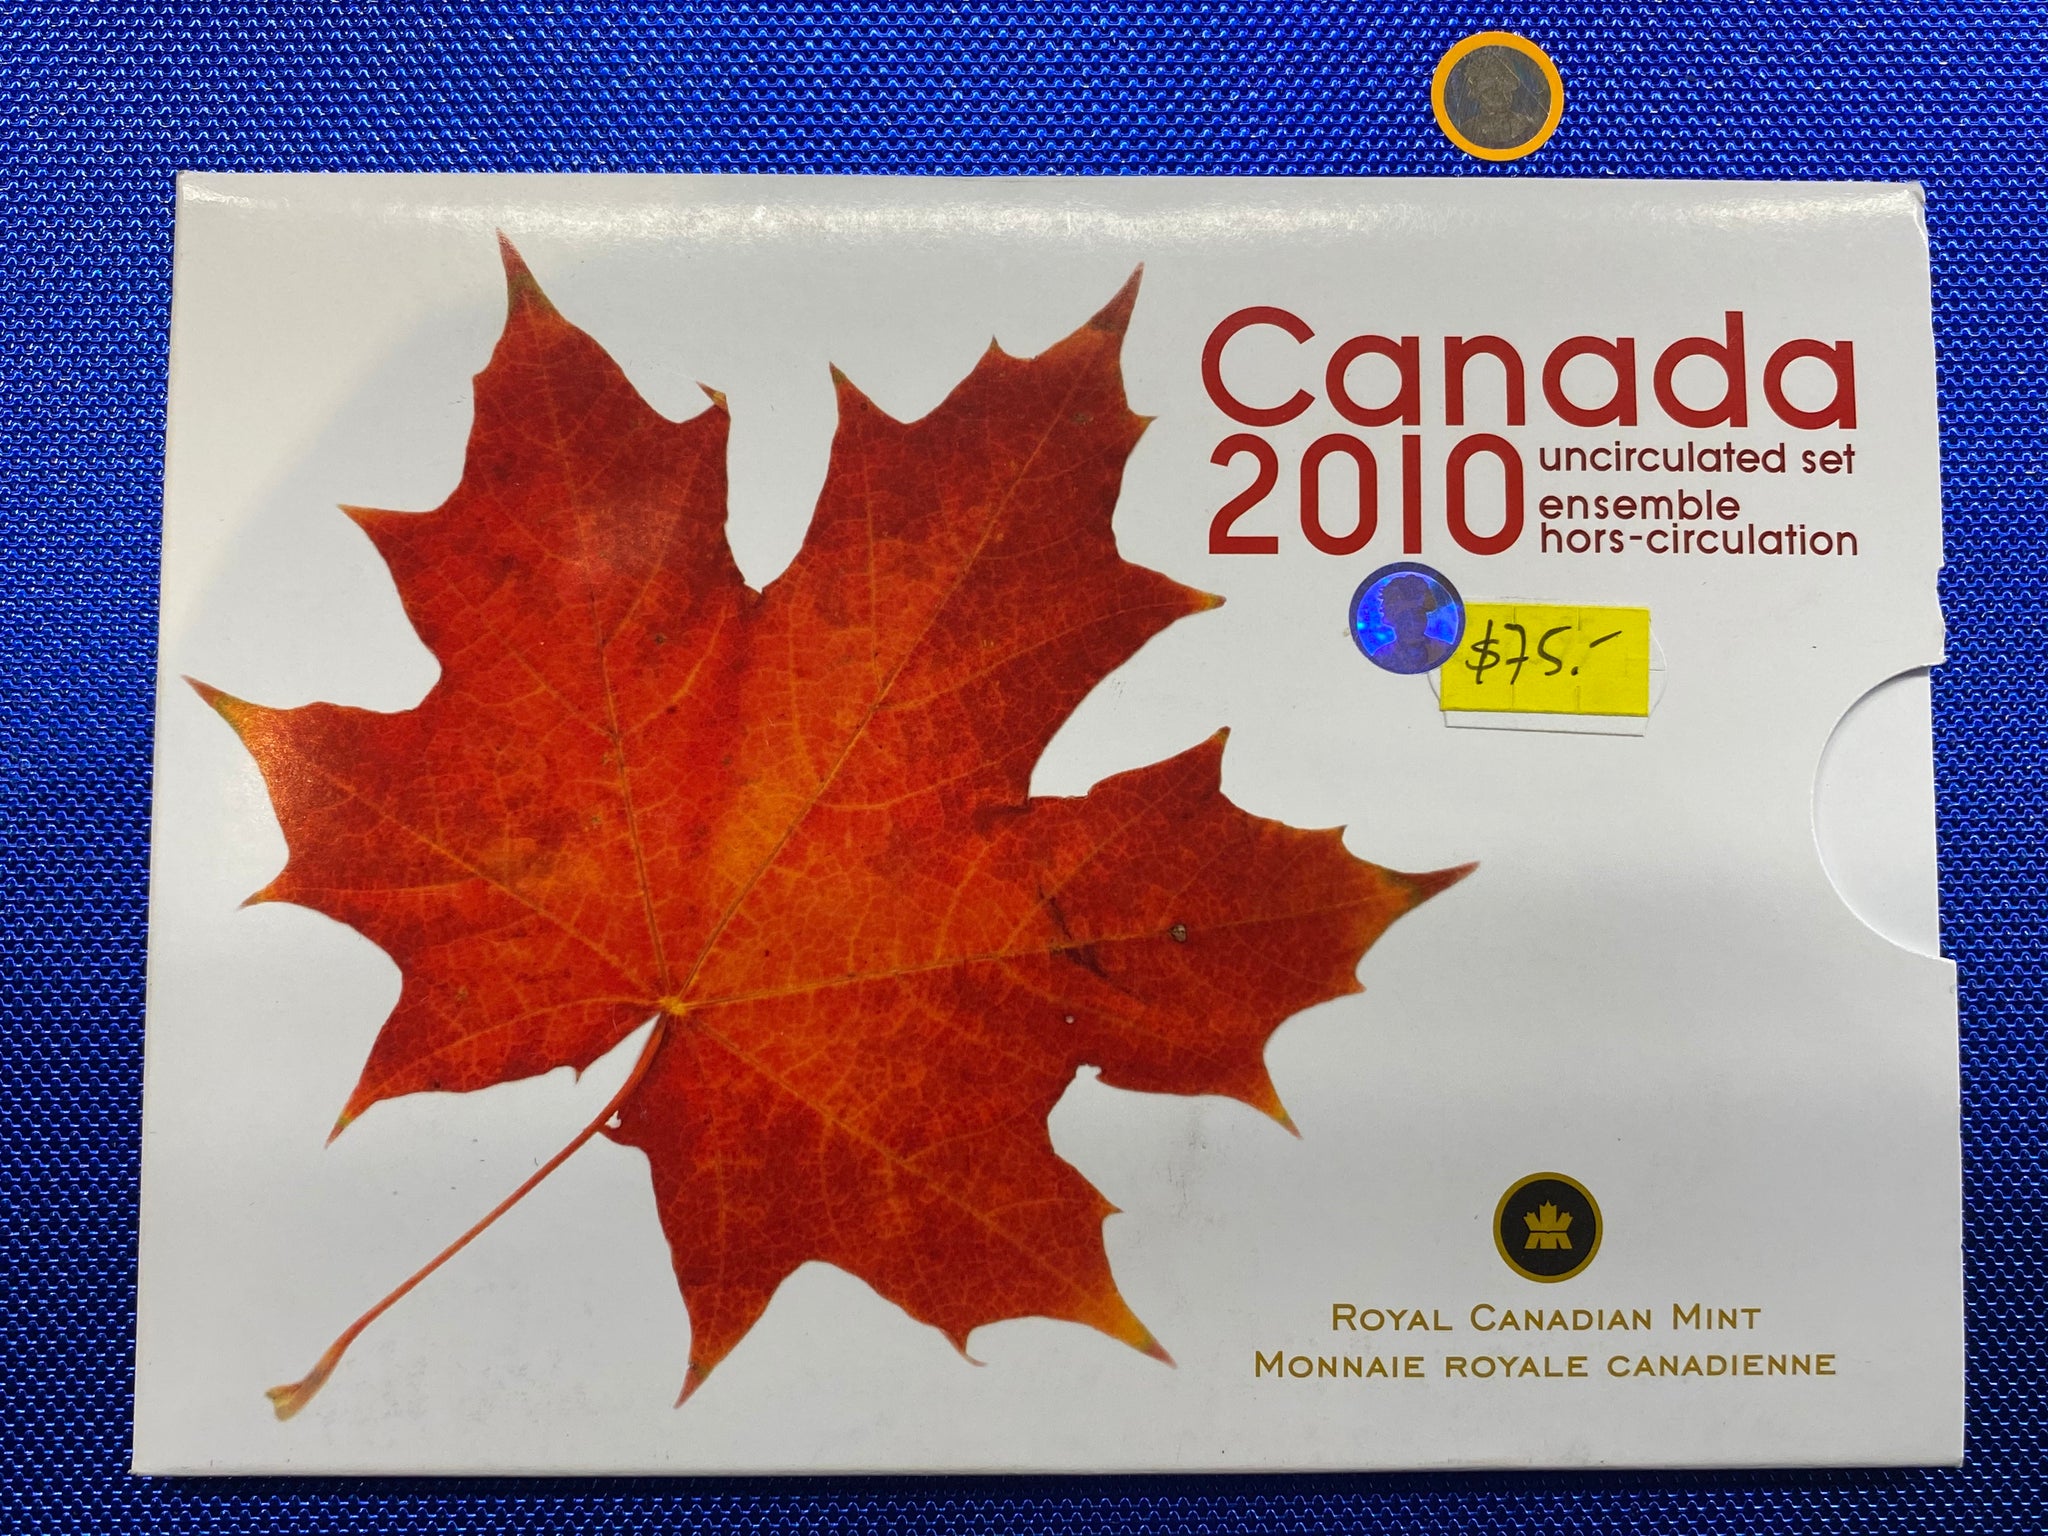 Canada
2010 uncirculated set
ensemble
hors-circulation
$75.-
ROYAL CANADIAN MINT
MONNAIE ROYALE CANADIENNE